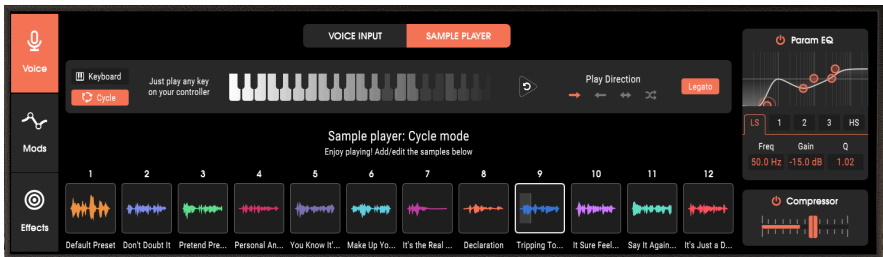 VOICE INPUT
SAMPLE PLAYER
Voice
Mods
Effects
Keyboard
Cycle
Just play any key
on your controller
Play Direction
Legato
Sample player: Cycle mode
Enjoy playing! Add/edit the samples below
1 2 3 4 5 6 7 8 9 10 11 12
Default Preset Don't Doubt It Pretend Pre... Personal An... You Know It'... Make Up Yo... It's the Real ... Declaration Tripping To... It Sure Feel... Say It Again... It's Just a D...
Param EQ
LS 1 2 3 HS
Freq Gain Q
50.0 Hz -15.0 dB 1.02
Compressor